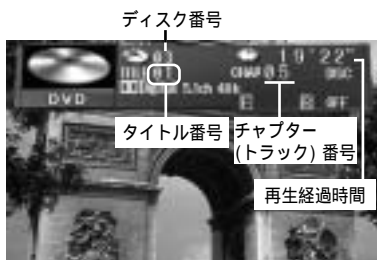 ディスク番号
03
19'22"
01
CHAP 05
DISC
5.1ch 48k
DVD
OFF
タイトル番号
チャプター
(トラック) 番号
再生経過時間